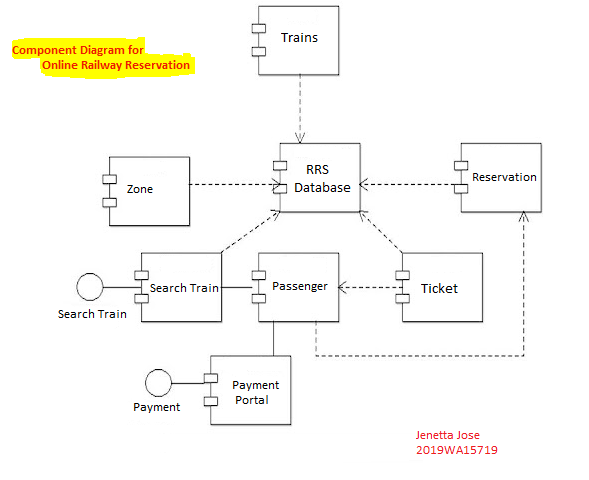 Component Diagram for
Online Railway Reservation
Trains
RRS
Database
Reservation
Zone
Search Train
Passenger
Ticket
Search Train
Payment
Portal
Payment
Jenetta Jose
2019WA15719